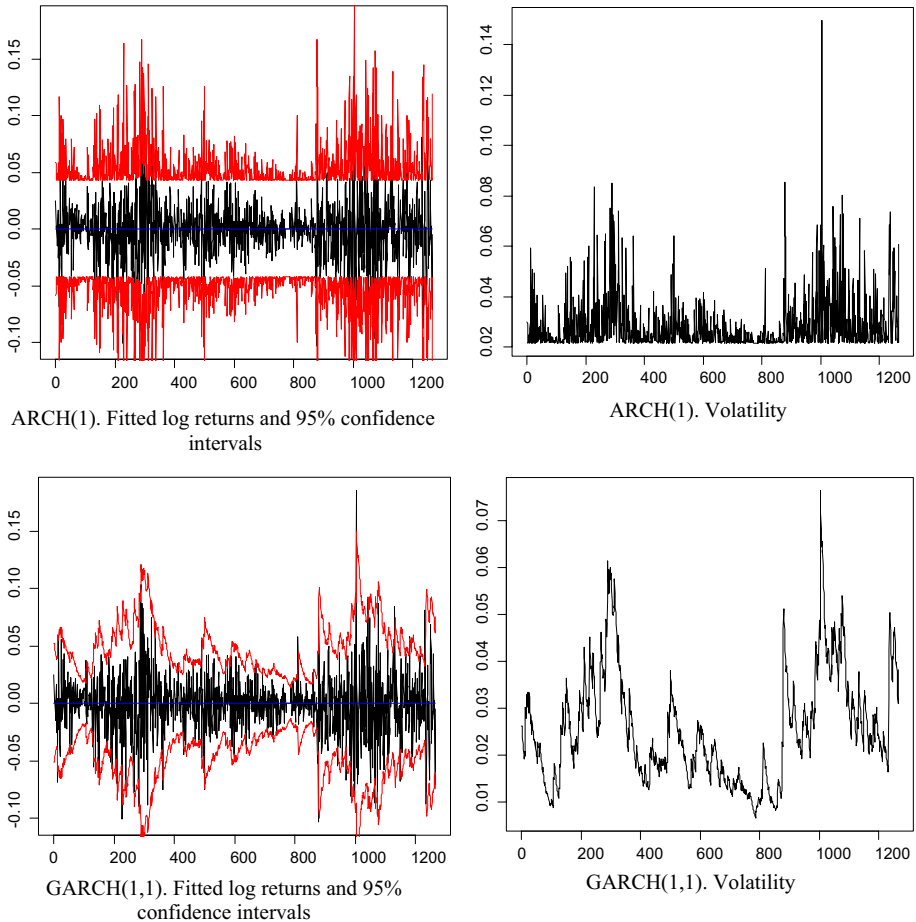 0.15
0.10
0.05
0.00
-0.05
-0.10
0 200 400 600 800 1000 1200
ARCH(1). Fitted log returns and 95% confidence
intervals
0.14
0.12
0.10
0.08
0.06
0.04
0.02
0 200 400 600 800 1000 1200
ARCH(1). Volatility
0.15
0.10
0.05
0.00
-0.05
-0.10
0 200 400 600 800 1000 1200
GARCH(1,1). Fitted log returns and 95%
confidence intervals
0.07
0.06
0.05
0.04
0.03
0.02
0.01
0 200 400 600 800 1000 1200
GARCH(1,1). Volatility